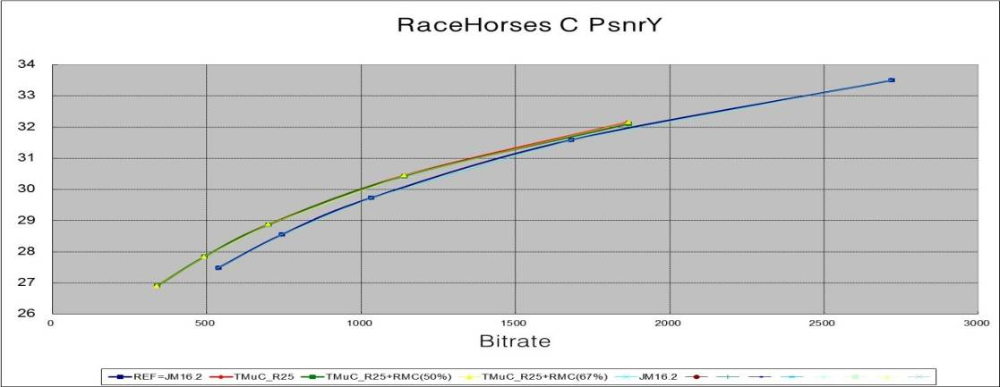 RaceHorses C PsnrY
34
33
32
31
30
29
28
27
26
0 500 1000 1500 2000 2500 3000
Bitrate
REF=JM16.2 TMuC_R25 TMuC_R25+RMC(50%) TMuC_R25+RMC(67%) JM16.2